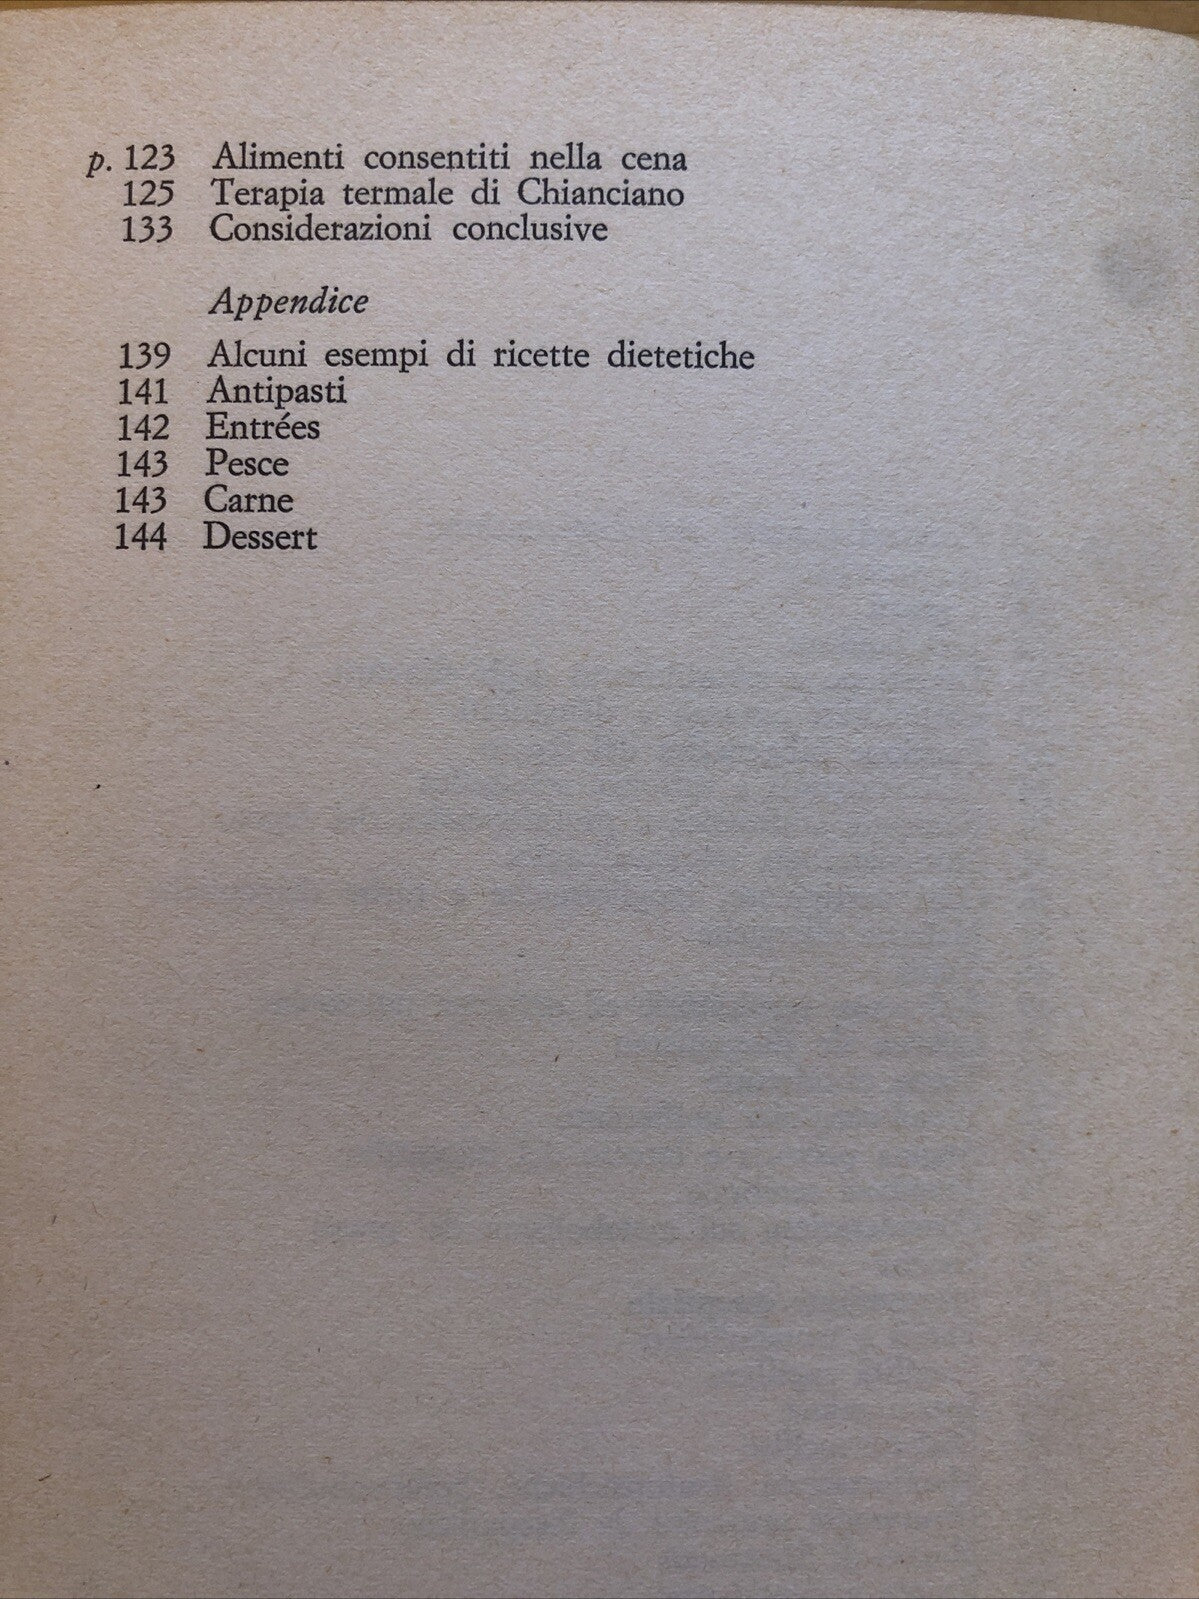 p. 123 Alimenti consentiti nella cena
125 Terapia termale di Chianciano
133 Considerazioni conclusive
Appendice
139 Alcuni esempi di ricette dietetiche
141 Antipasti
142 Entrées
143 Pesce
143 Carne
144 Dessert